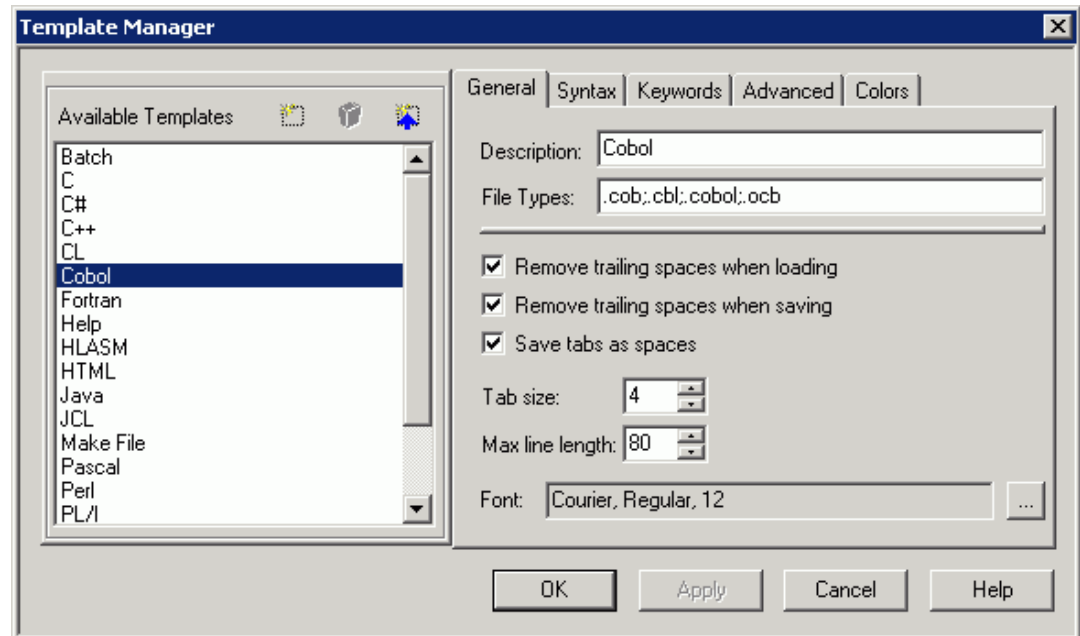 Template Manager
Available Templates
Batch
C
C#
C++
CL
Cobol
Fortran
Help
HLASM
HTML
Java
JCL
Make File
Pascal
Perl
PL/I
General Syntax Keywords Advanced Colors
Description: Cobol
File Types: .cob;.cbl;.cobol;.ocb
Remove trailing spaces when loading
Remove trailing spaces when saving
Save tabs as spaces
Tab size: 4
Max line length: 80
Font: Courier, Regular, 12 ...
OK Apply Cancel Help